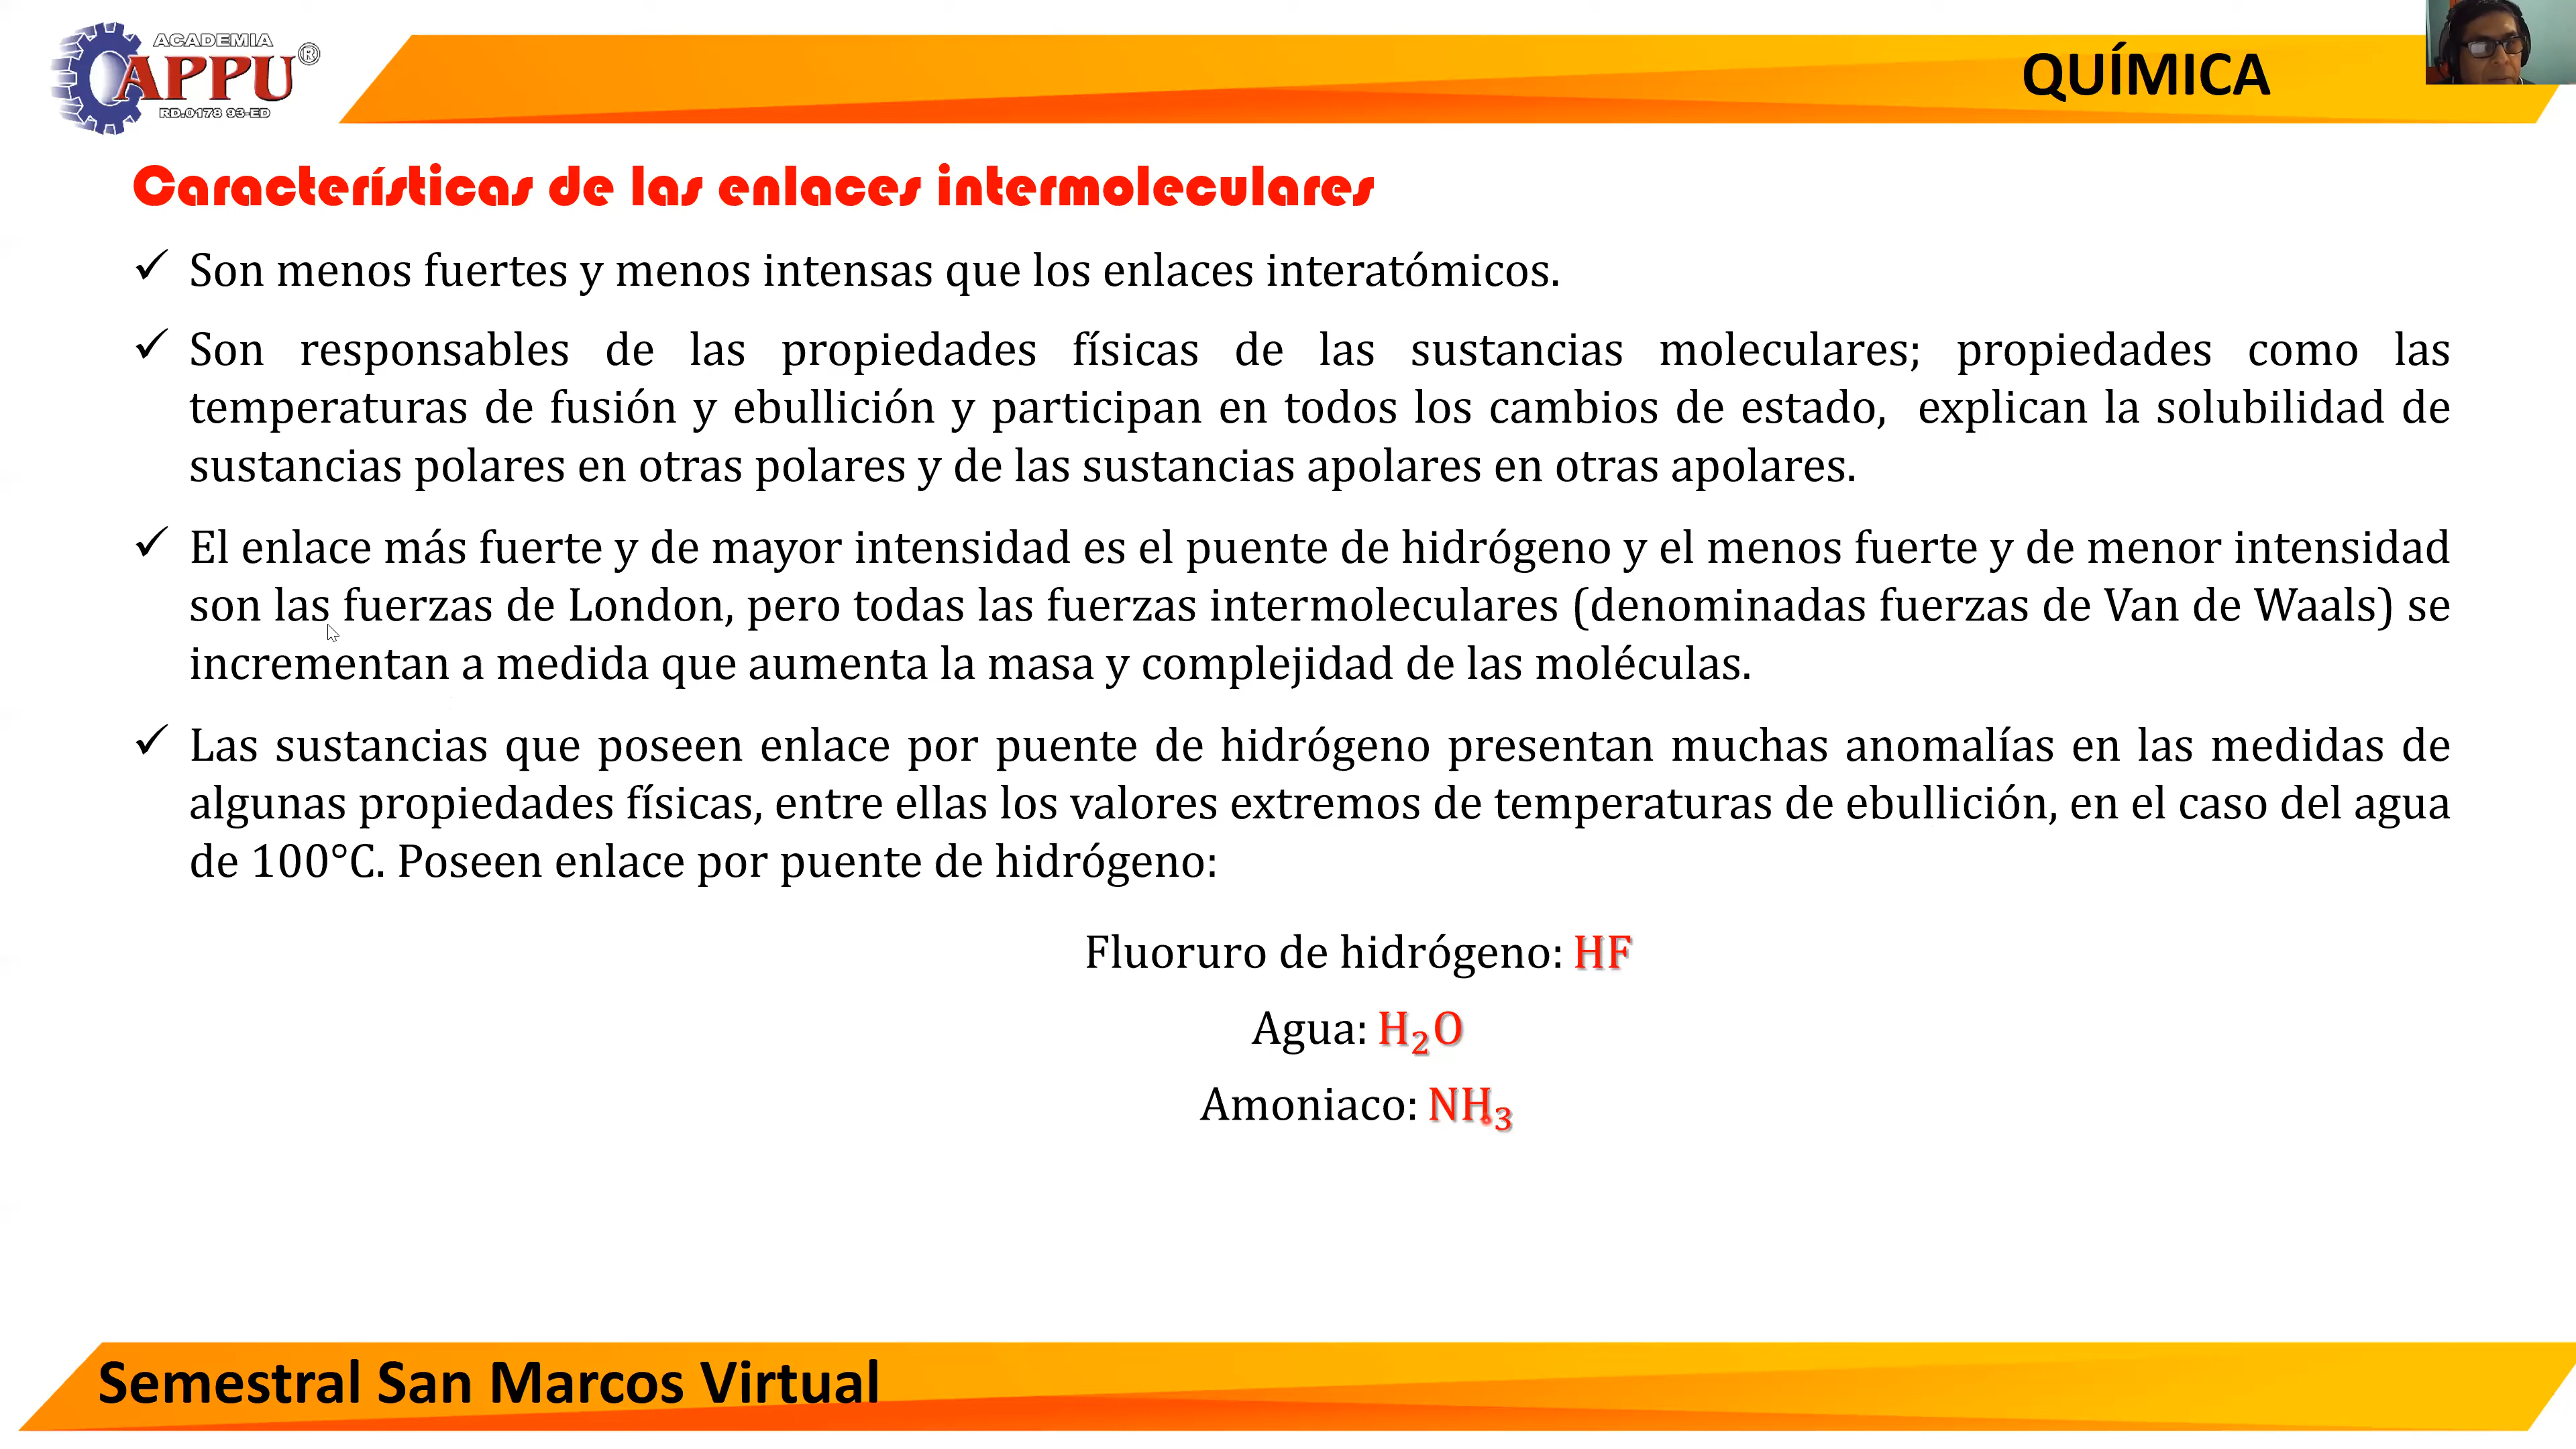 ACADEMIA
APPU®
RD.0178 93-ED
QUÍMICA
Características de las enlaces intermoleculares
✓ Son menos fuertes y menos intensas que los enlaces interatómicos.
✓ Son responsables de las propiedades físicas de las sustancias moleculares; propiedades como las
temperaturas de fusión y ebullición y participan en todos los cambios de estado, explican la solubilidad de
sustancias polares en otras polares y de las sustancias apolares en otras apolares.
✓ El enlace más fuerte y de mayor intensidad es el puente de hidrógeno y el menos fuerte y de menor intensidad
son las fuerzas de London, pero todas las fuerzas intermoleculares (denominadas fuerzas de Van de Waals) se
incrementan a medida que aumenta la masa y complejidad de las moléculas.
✓ Las sustancias que poseen enlace por puente de hidrógeno presentan muchas anomalías en las medidas de
algunas propiedades físicas, entre ellas los valores extremos de temperaturas de ebullición, en el caso del agua
de 100°C. Poseen enlace por puente de hidrógeno:
Fluoruro de hidrógeno: HF
Agua: H₂O
Amoniaco: NH₃
Semestral San Marcos Virtual